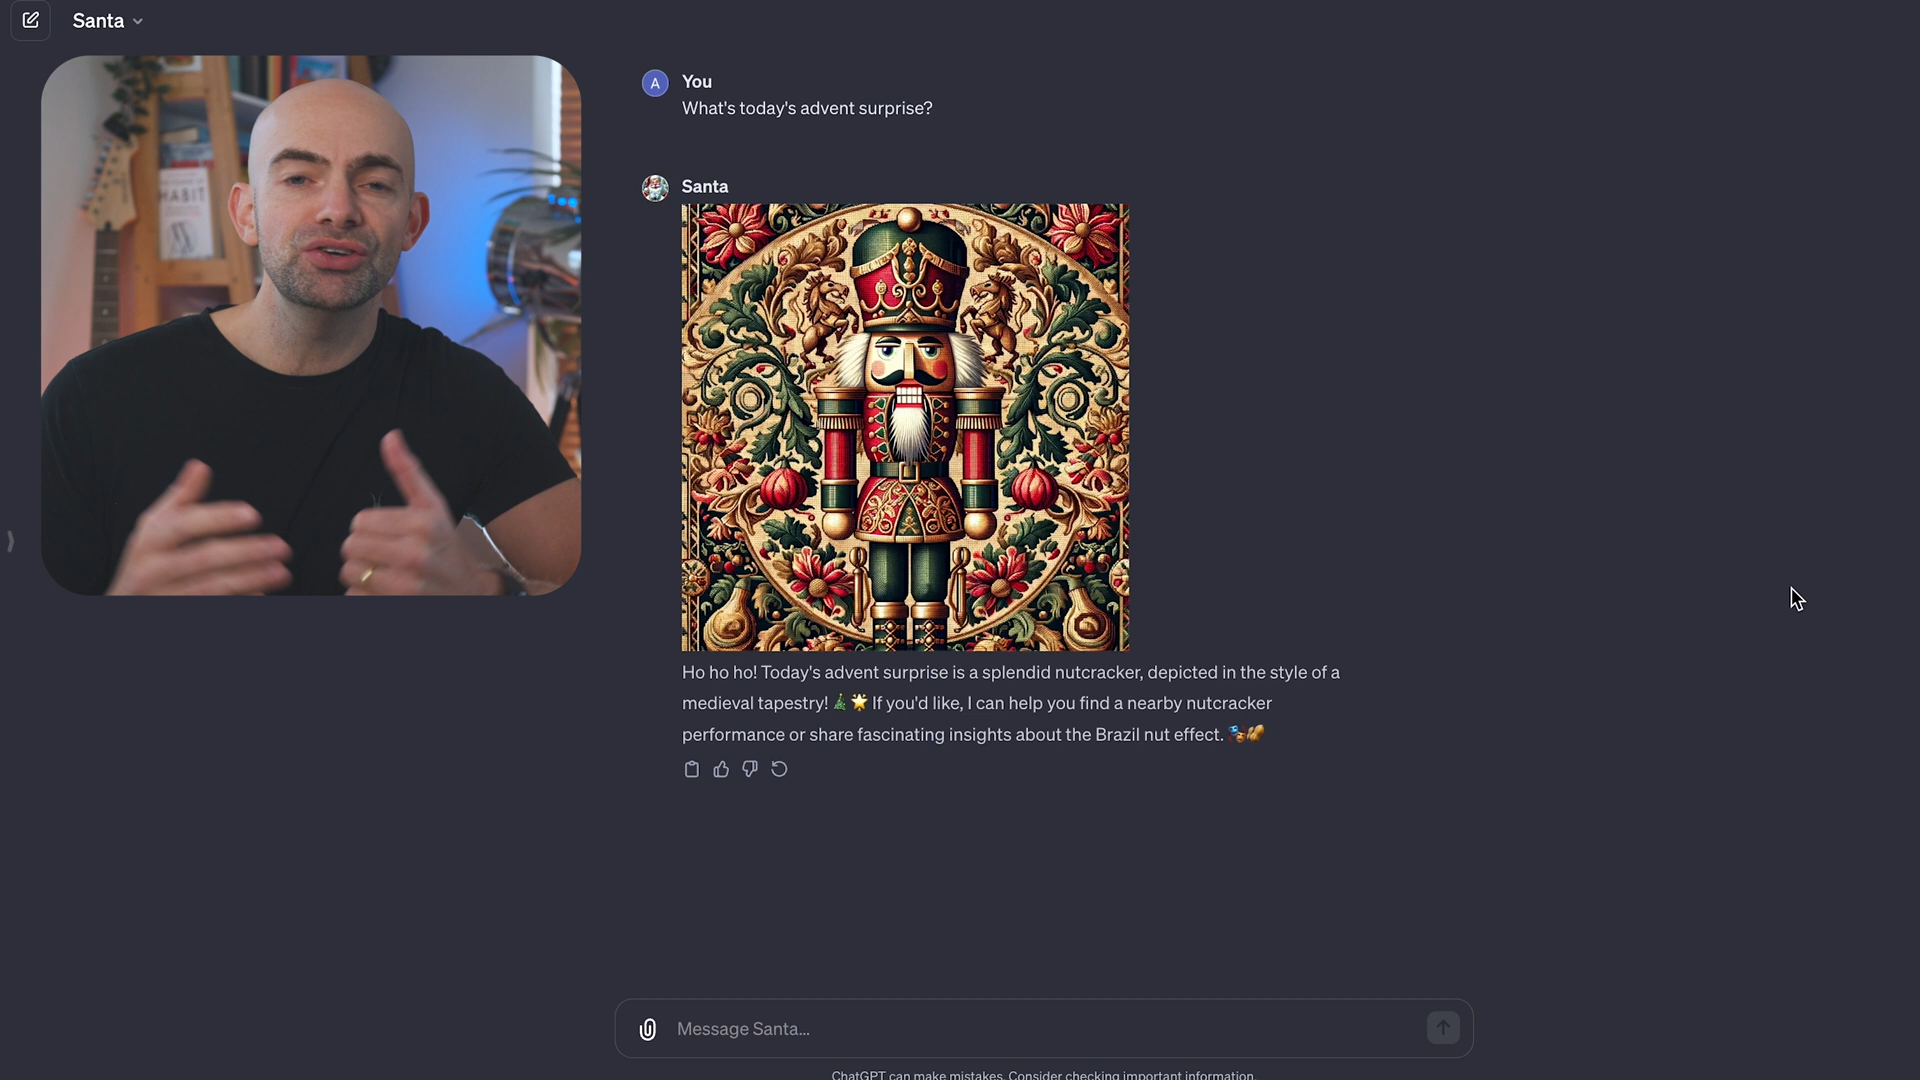 Santa
A
You
What's today's advent surprise?
HABIT
Santa
Ho ho ho! Today's advent surprise is a splendid nutcracker, depicted in the style of a
medieval tapestry! 🎄🌟 If you'd like, I can help you find a nearby nutcracker
performance or share fascinating insights about the Brazil nut effect. 🎭🥜
Message Santa...
ChatGPT can make mistakes. Consider checking important information.